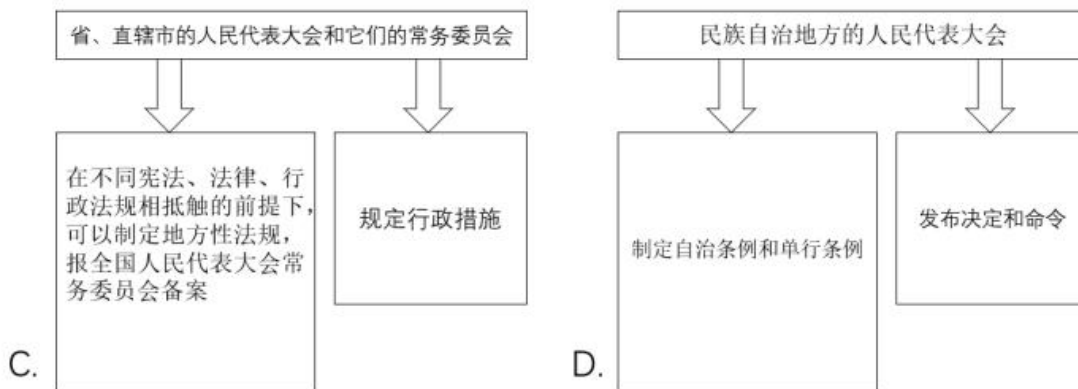 省、直辖市的人民代表大会和它们的常务委员会
在不同宪法、法律、行
政法规相抵触的前提下,
可以制定地方性法规,
报全国人民代表大会常
务委员会备案
规定行政措施
C.
民族自治地方的人民代表大会
制定自治条例和单行条例
发布决定和命令
D.